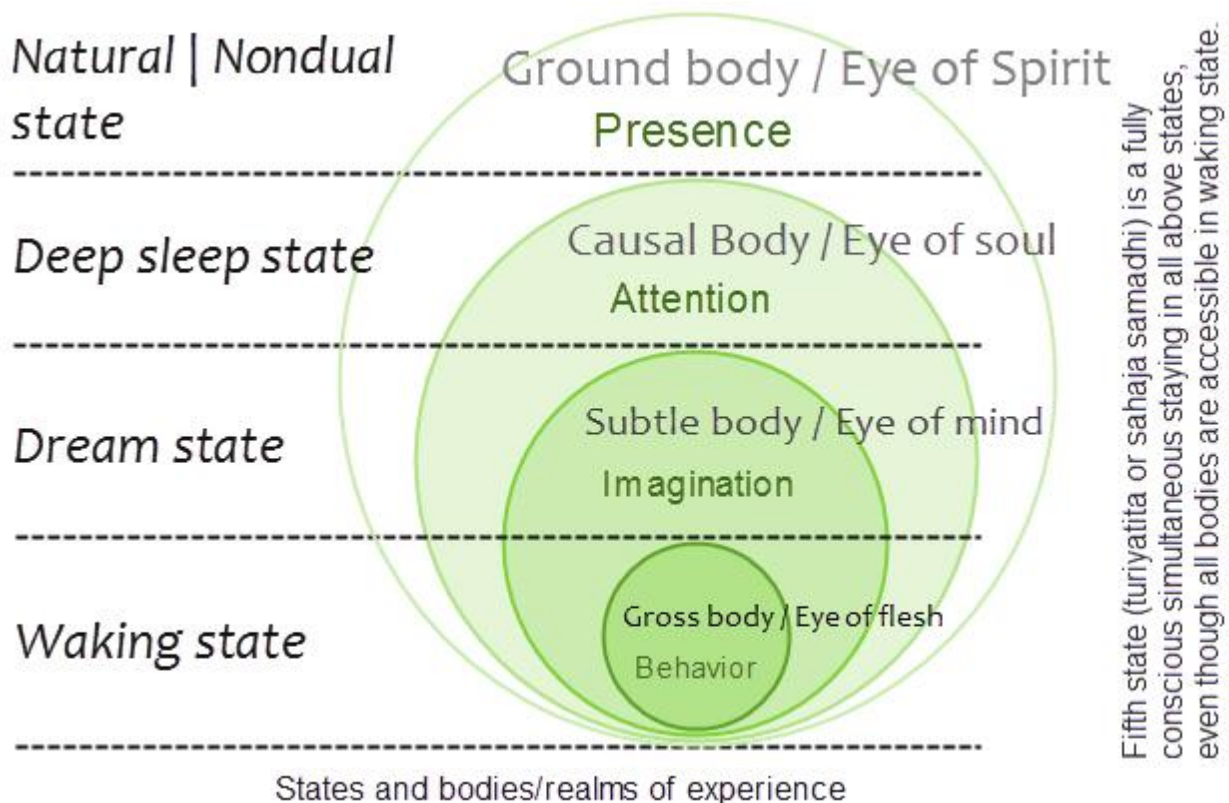 Natural | Nondual
state
Ground body / Eye of Spirit
Presence
Deep sleep state
Causal Body / Eye of soul
Attention
Dream state
Subtle body / Eye of mind
Imagination
Waking state
Gross body / Eye of flesh
Behavior
States and bodies/realms of experience
Fifth state (turiyatita or sahaja samadhi) is a fully
conscious simultaneous staying in all above states,
even though all bodies are accessible in waking state.